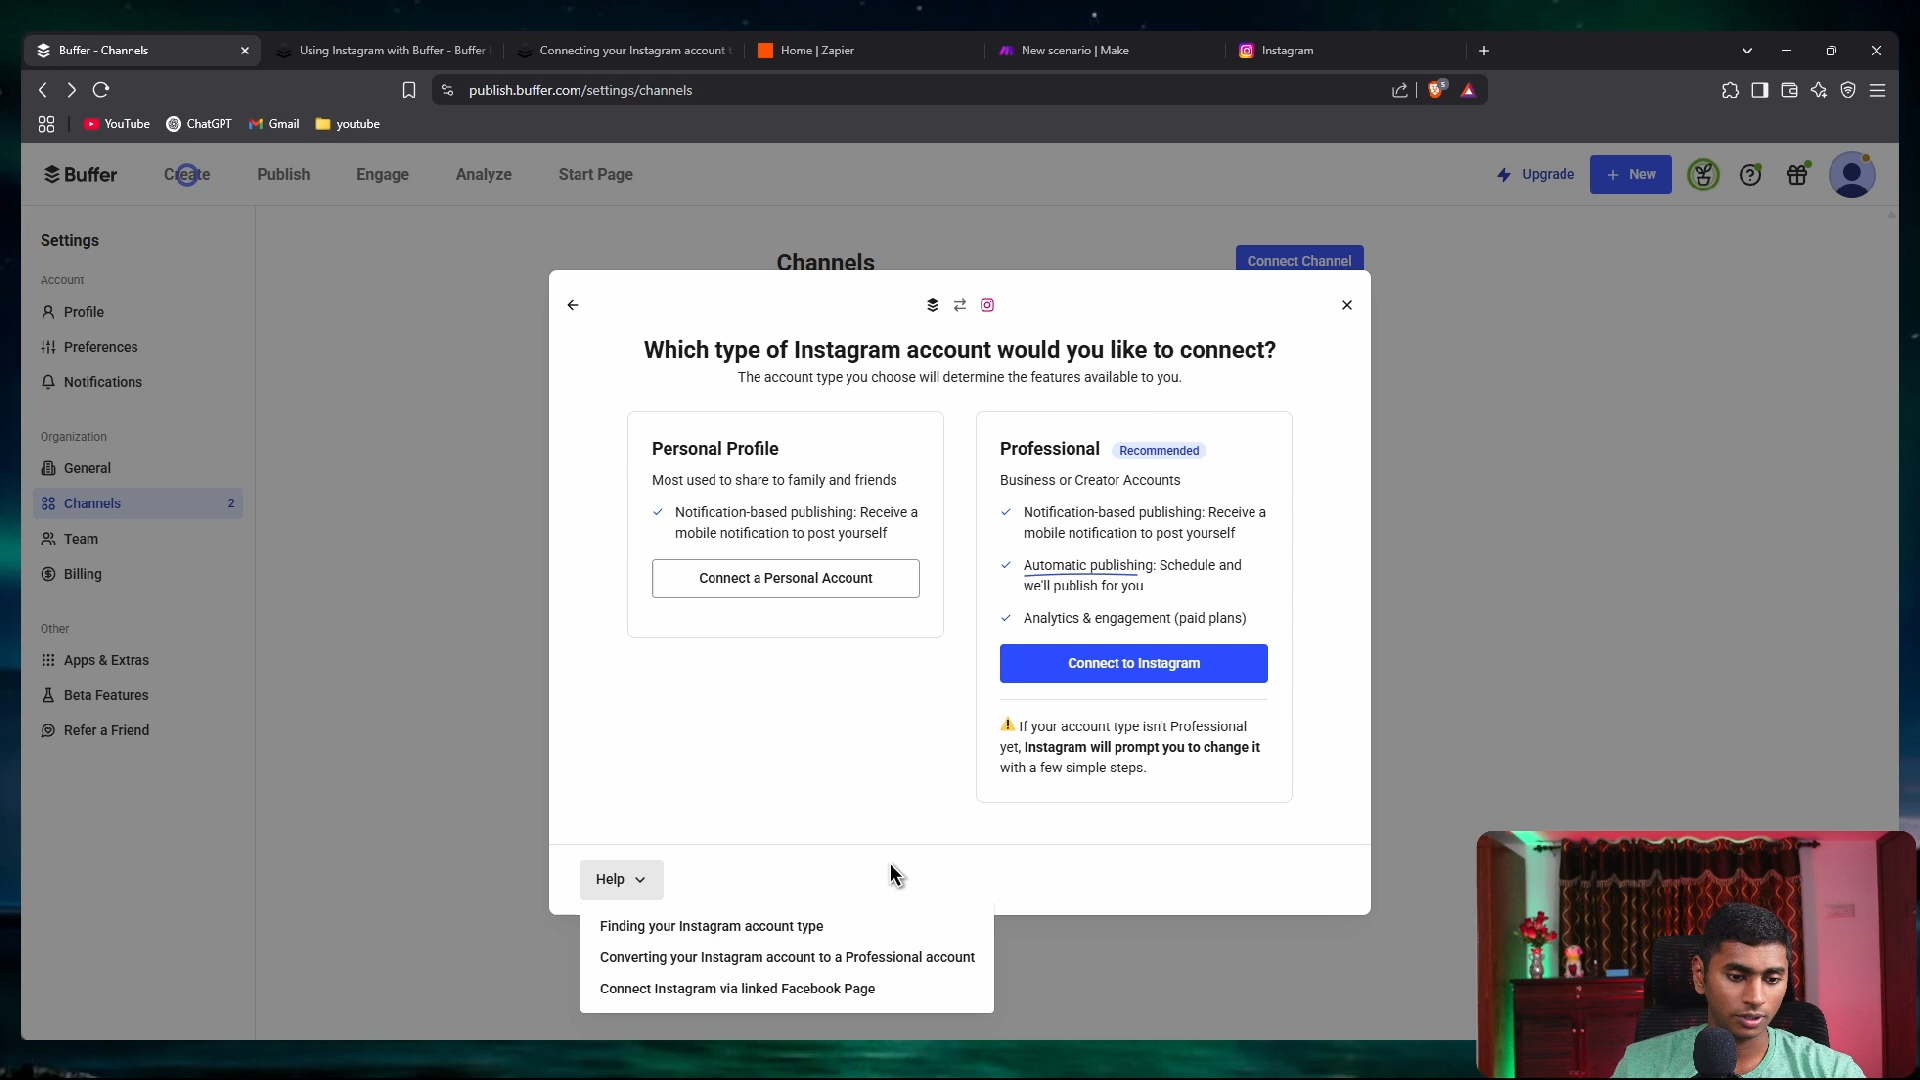 Buffer - Channels
Using Instagram with Buffer - Buffer
Connecting your Instagram account t
Home | Zapier
New scenario | Make
Instagram
publish.buffer.com/settings/channels
5
YouTube
ChatGPT
Gmail
youtube
Buffer
Create
Publish
Engage
Analyze
Start Page
Upgrade
+ New
Settings
Account
Profile
Preferences
Notifications
Organization
General
Channels 2
Team
Billing
Other
Apps & Extras
Beta Features
Refer a Friend
Channels
Connect Channel
Which type of Instagram account would you like to connect?
The account type you choose will determine the features available to you.
Personal Profile
Most used to share to family and friends
Notification-based publishing: Receive a
mobile notification to post yourself
Connect a Personal Account
Professional Recommended
Business or Creator Accounts
Notification-based publishing: Receive a
mobile notification to post yourself
Automatic publishing: Schedule and
we'll publish for you
Analytics & engagement (paid plans)
Connect to Instagram
If your account type isn't Professional
yet, Instagram will prompt you to change it
with a few simple steps.
Help
Finding your Instagram account type
Converting your Instagram account to a Professional account
Connect Instagram via linked Facebook Page